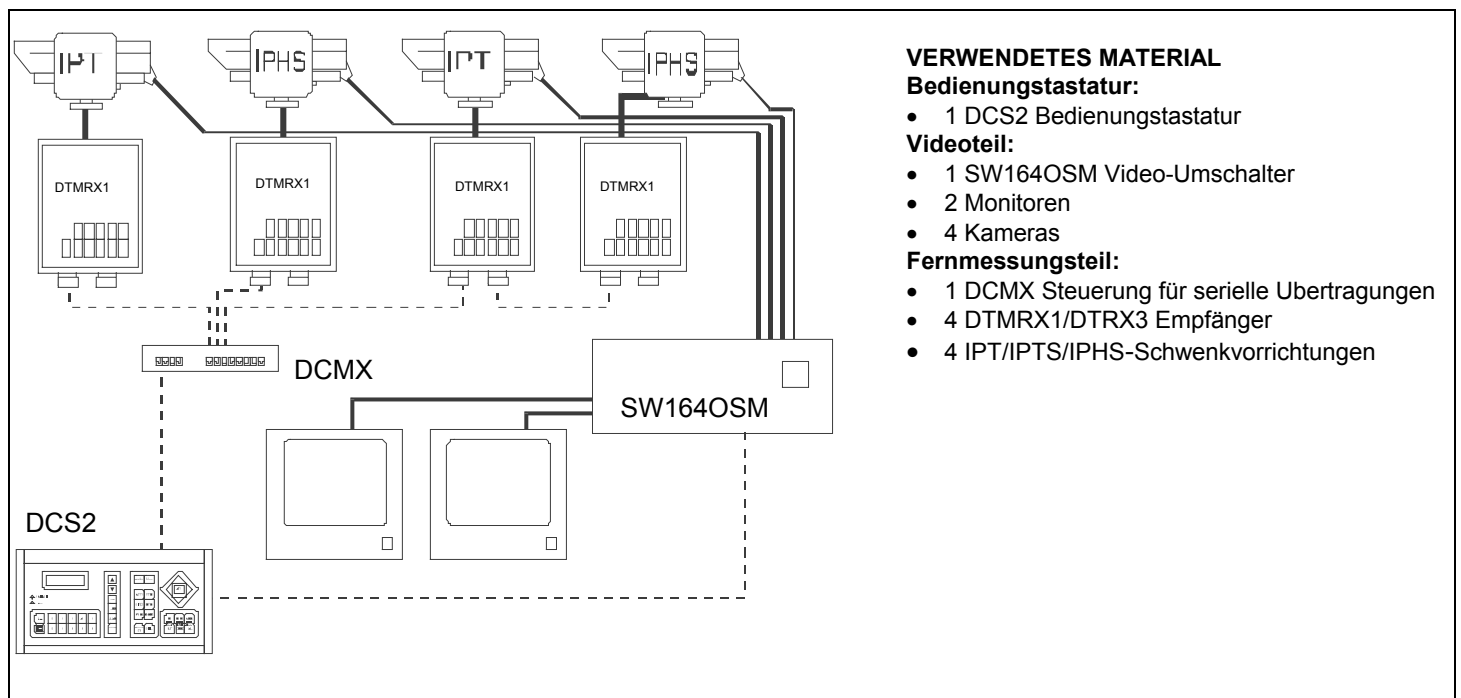 IPT
IPHS
IPT
IPHS
DTMRX1
DTMRX1
DTMRX1
DTMRX1
DCMX
SW164OSM
DCS2
VERWENDETES MATERIAL
Bedienungstastatur:
• 1 DCS2 Bedienungstastatur
Videoteil:
• 1 SW164OSM Video-Umschalter
• 2 Monitoren
• 4 Kameras
Fernmessungsteil:
• 1 DCMX Steuerung für serielle Ubertragungen
• 4 DTMRX1/DTRX3 Empfänger
• 4 IPT/IPTS/IPHS-Schwenkvorrichtungen